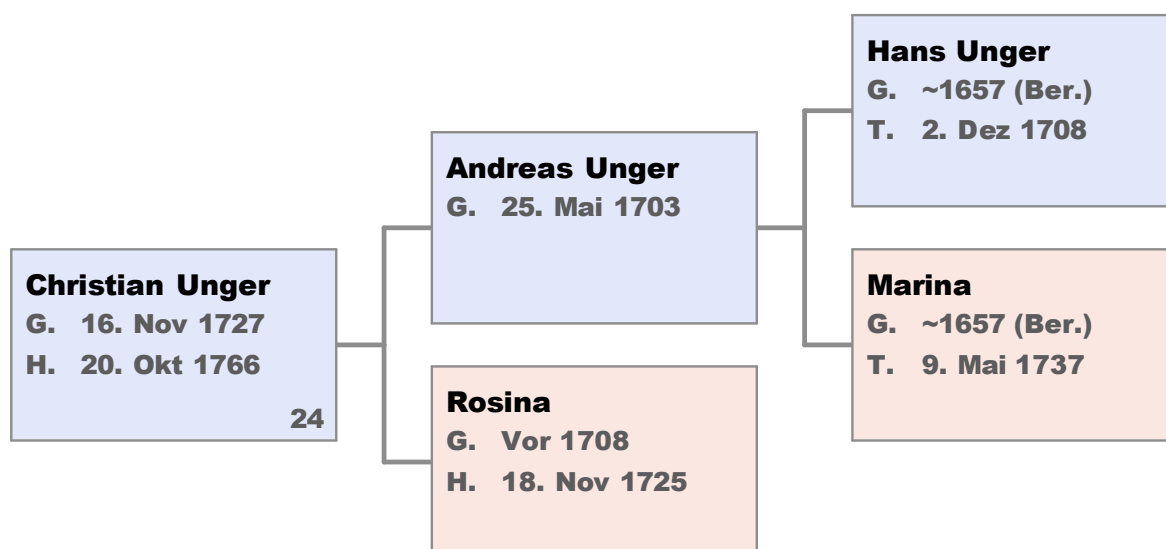 Hans Unger
G. ~1657 (Ber.)
T. 2. Dez 1708
Andreas Unger
G. 25. Mai 1703
Christian Unger
G. 16. Nov 1727
H. 20. Okt 1766
24
Marina
G. ~1657 (Ber.)
T. 9. Mai 1737
Rosina
G. Vor 1708
H. 18. Nov 1725